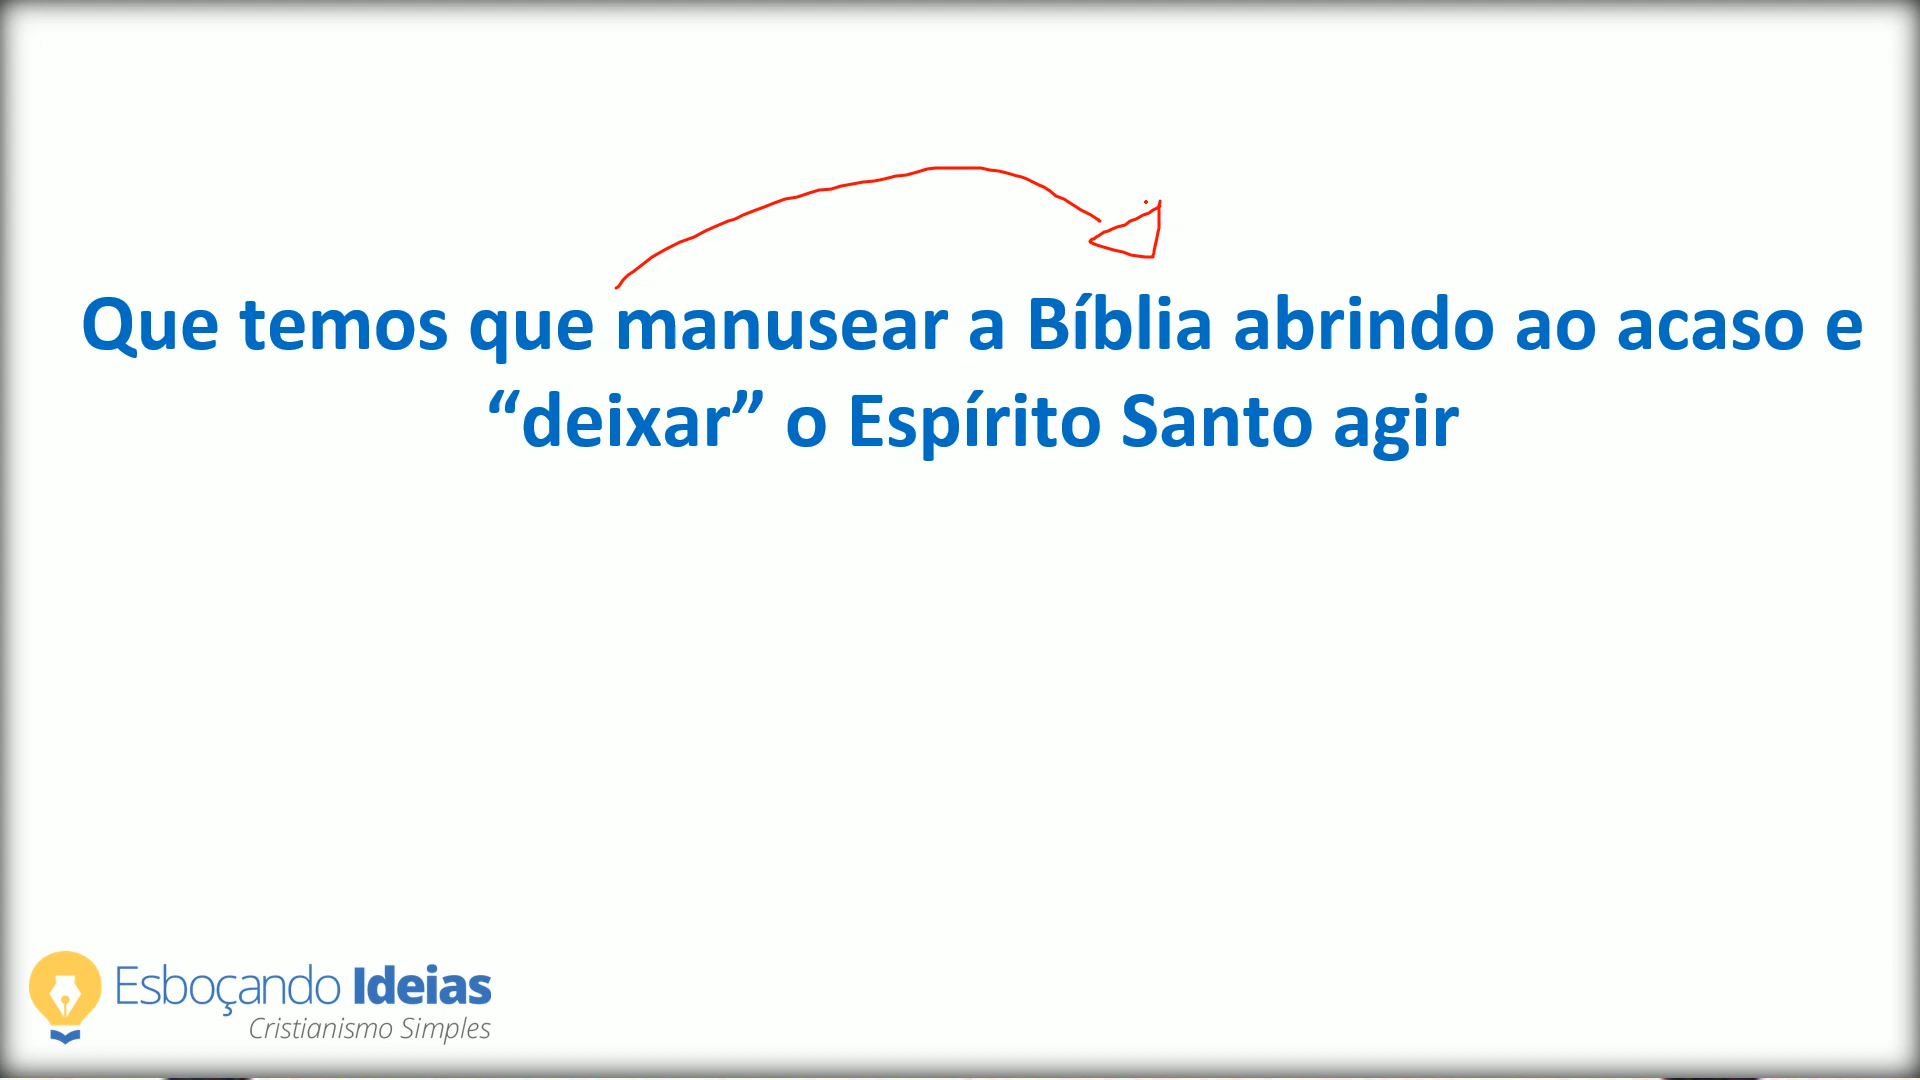 Que temos que manusear a Bíblia abrindo ao acaso e
“deixar” o Espírito Santo agir
Esboçando Ideias
Cristianismo Simples